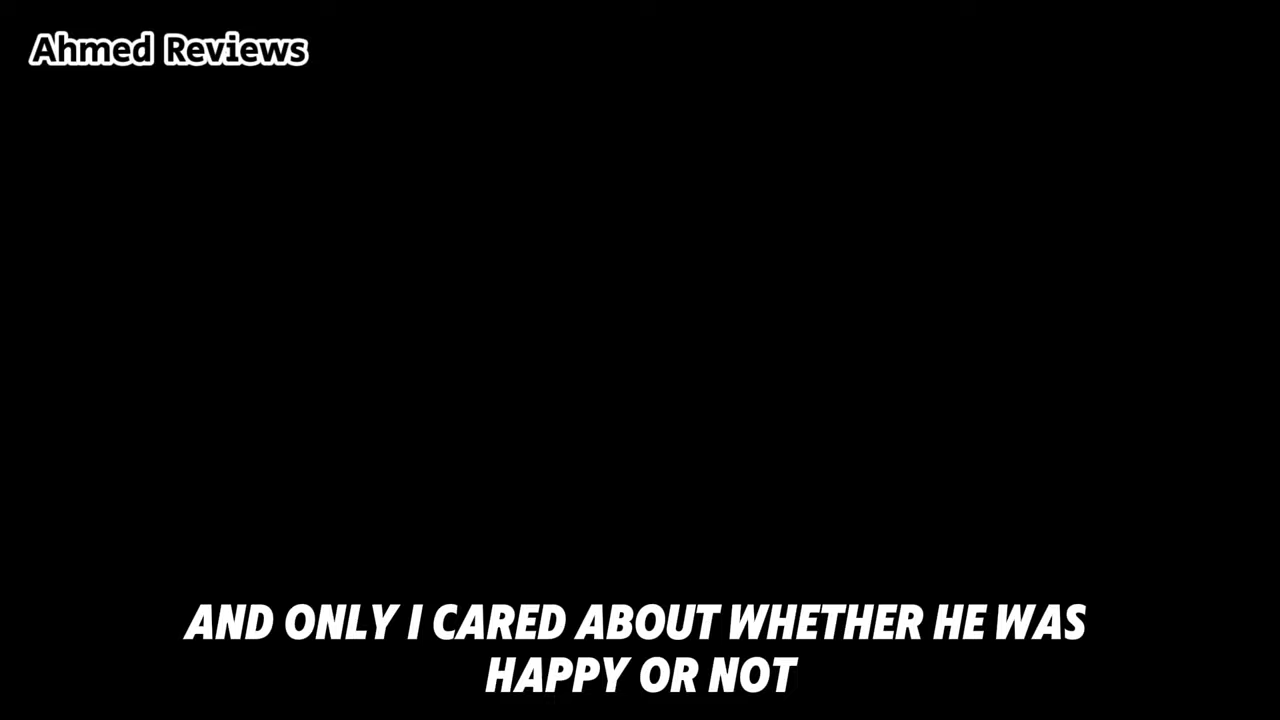 Ahmed Reviews
AND ONLY I CARED ABOUT WHETHER HE WAS
HAPPY OR NOT